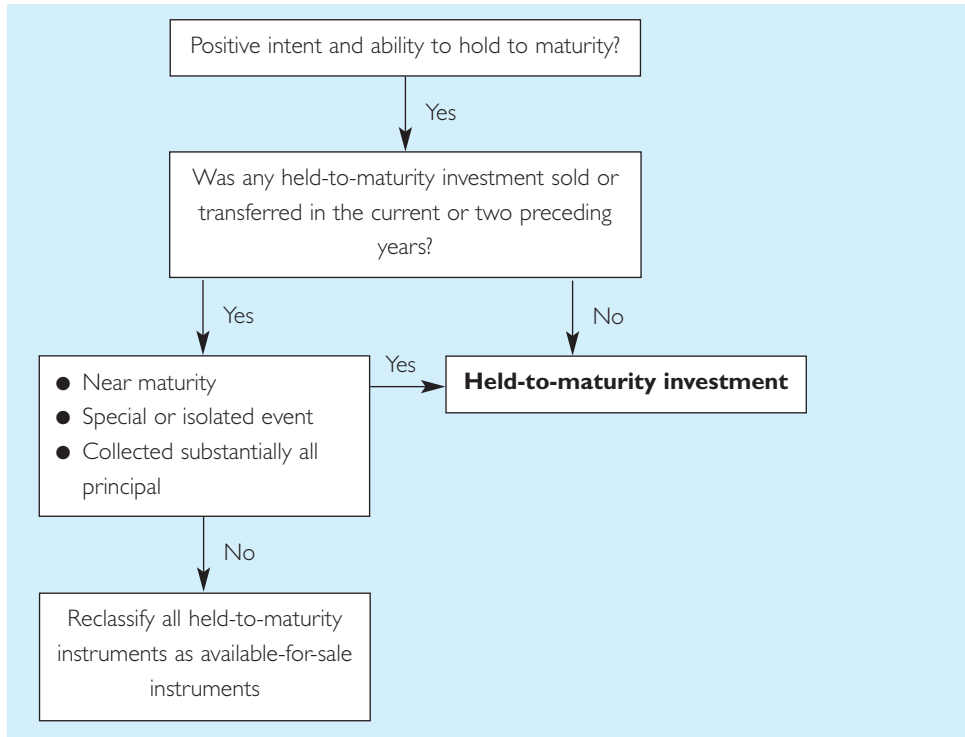 Positive intent and ability to hold to maturity?
Yes
Was any held-to-maturity investment sold or
transferred in the current or two preceding
years?
Yes
No
● Near maturity
● Special or isolated event
● Collected substantially all
principal
Yes
Held-to-maturity investment
No
Reclassify all held-to-maturity
instruments as available-for-sale
instruments